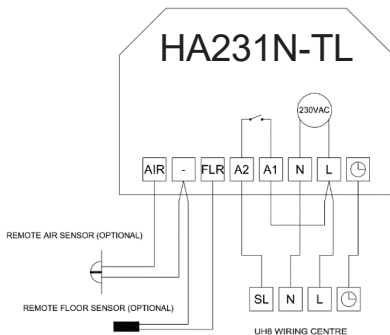 HA231N-TL
230VAC
AIR - FLR A2 A1 N L
REMOTE AIR SENSOR (OPTIONAL)
REMOTE FLOOR SENSOR (OPTIONAL)
SL N L
UH8 WIRING CENTRE